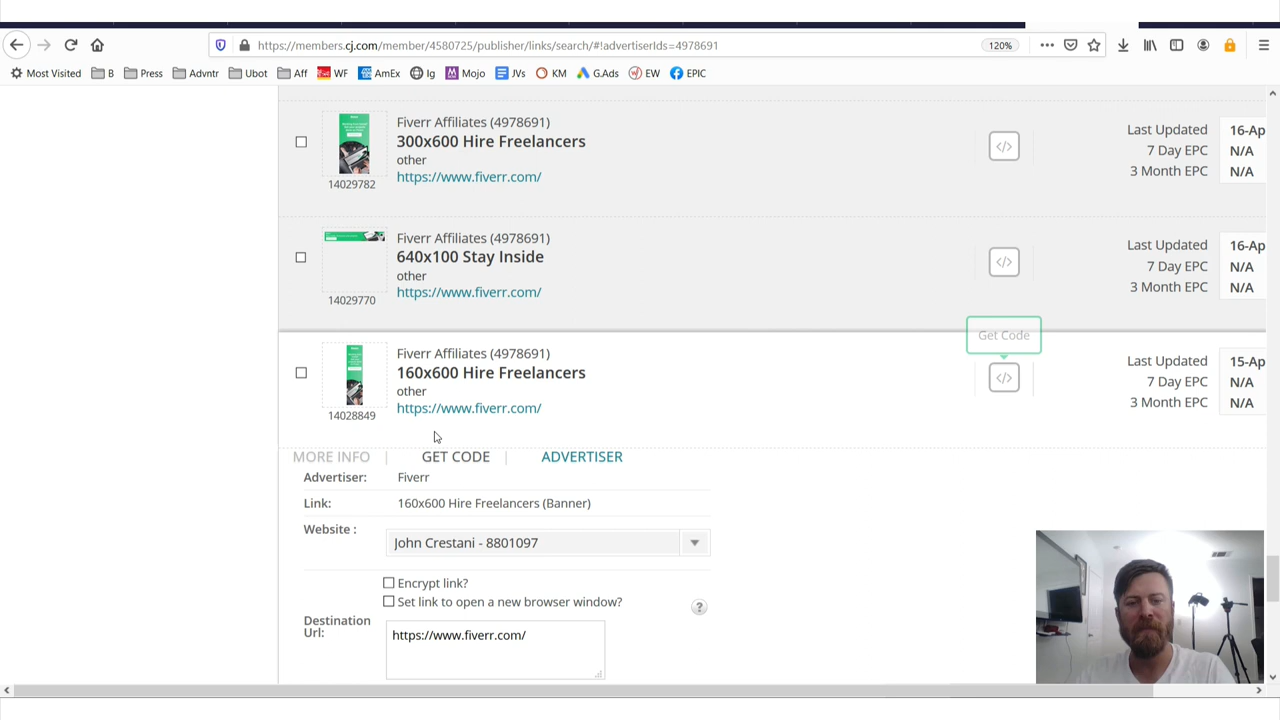 https://members.cj.com/member/4580725/publisher/links/search/#!advertiserIds=4978691
120%
Most Visited B Press Advntr Ubot Aff WF AmEx Ig Mojo JVs KM G.Ads EW EPIC
Fiverr Affiliates (4978691)
300x600 Hire Freelancers
other
https://www.fiverr.com/
14029782
Last Updated 16-Ap
7 Day EPC N/A
3 Month EPC N/A
Fiverr Affiliates (4978691)
640x100 Stay Inside
other
https://www.fiverr.com/
14029770
Last Updated 16-Ap
7 Day EPC N/A
3 Month EPC N/A
Get Code
Fiverr Affiliates (4978691)
160x600 Hire Freelancers
other
https://www.fiverr.com/
14028849
Last Updated 15-Ap
7 Day EPC N/A
3 Month EPC N/A
MORE INFO | GET CODE | ADVERTISER
Advertiser: Fiverr
Link: 160x600 Hire Freelancers (Banner)
Website : John Crestani - 8801097
Encrypt link?
Set link to open a new browser window?
?
Destination Url: https://www.fiverr.com/